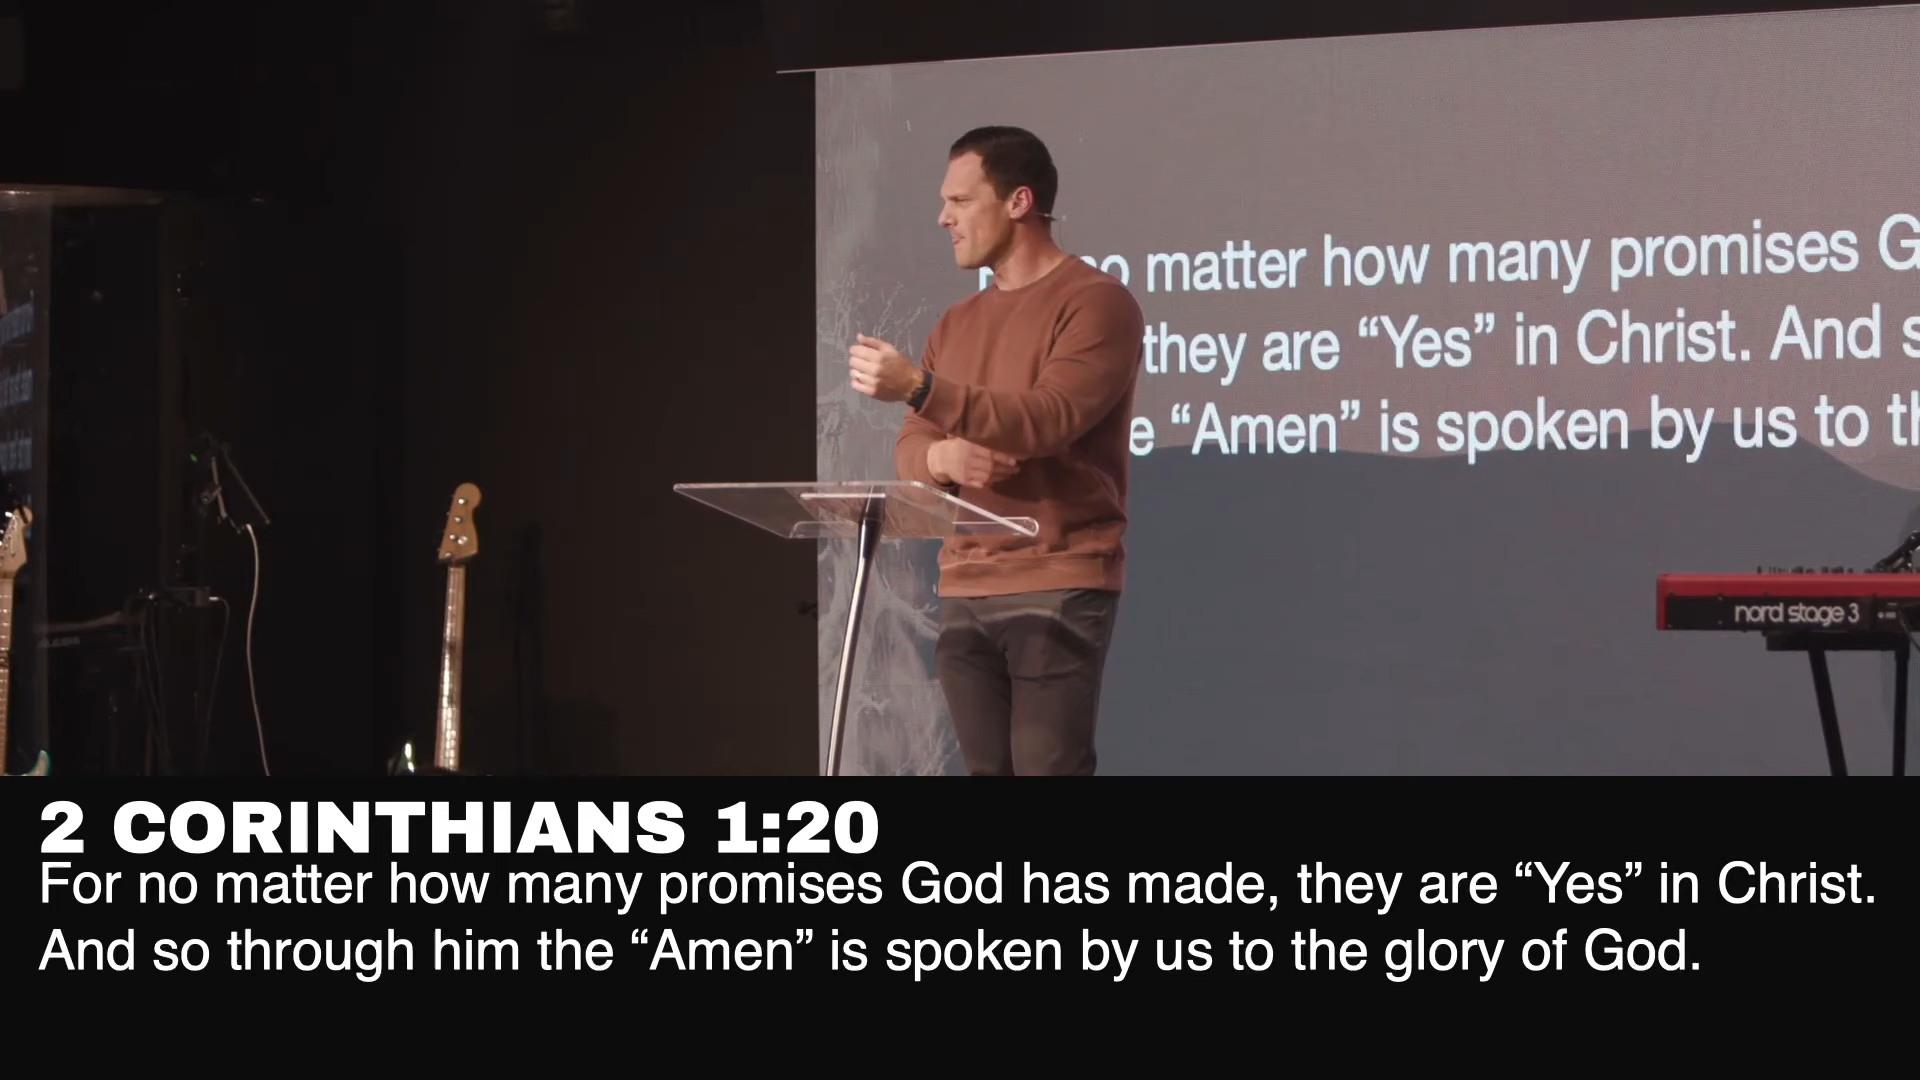 no matter how many promises G
they are “Yes” in Christ. And s
“Amen” is spoken by us to th
nord stage 3
2 CORINTHIANS 1:20
For no matter how many promises God has made, they are “Yes” in Christ.
And so through him the “Amen” is spoken by us to the glory of God.